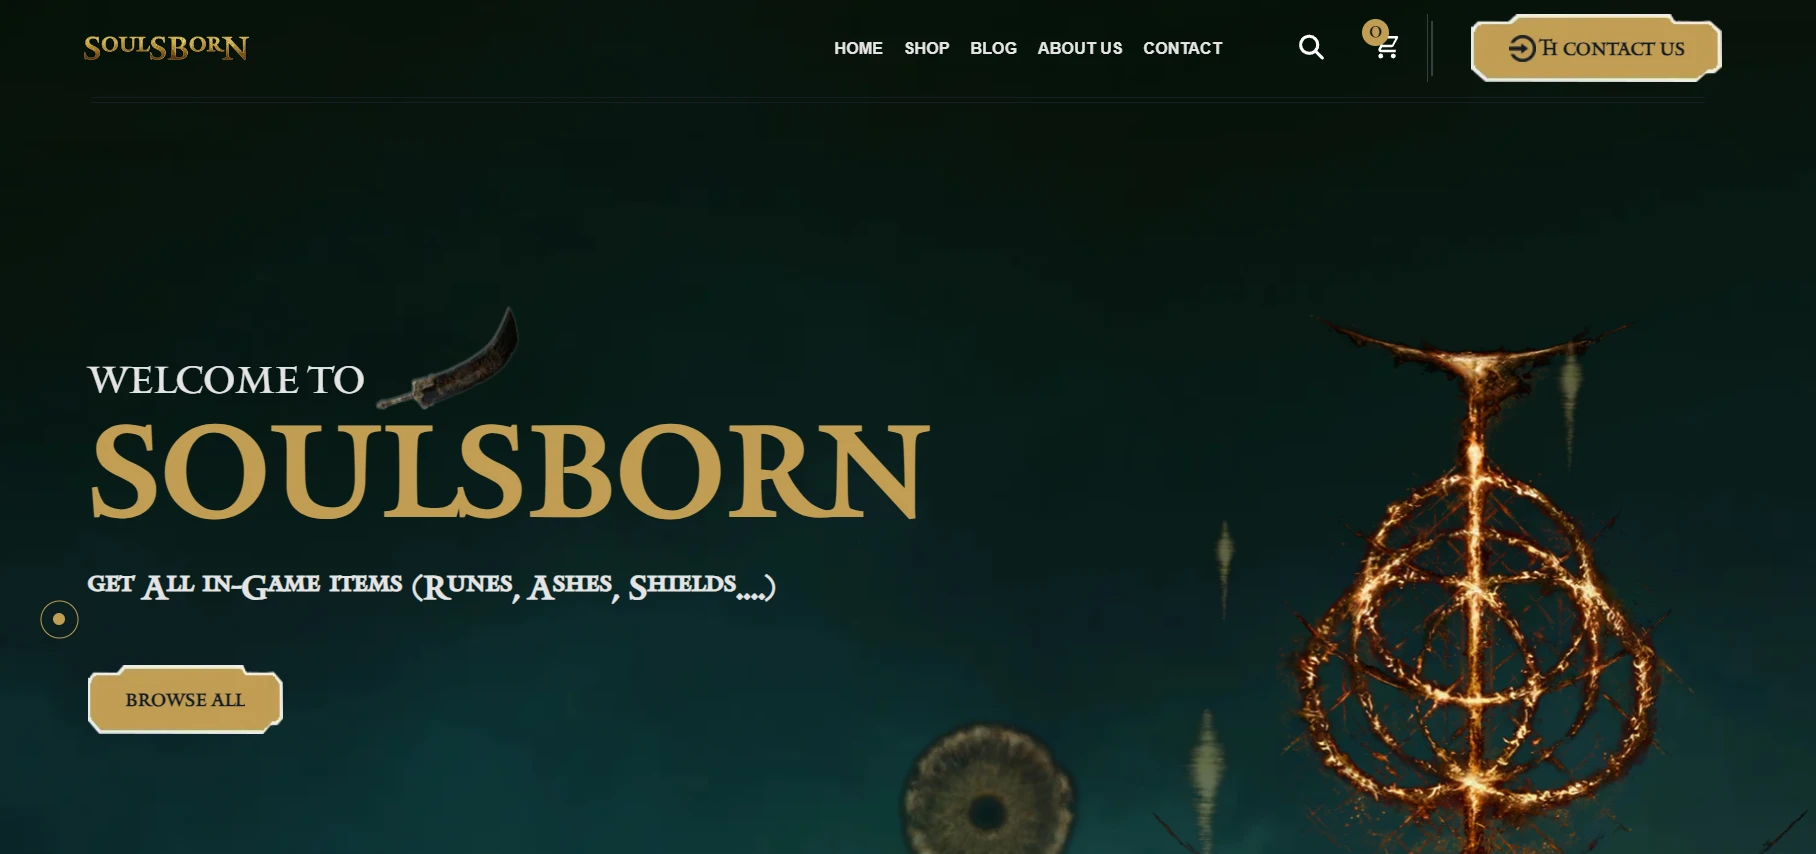 SOULSBORN
HOME SHOP BLOG ABOUT US CONTACT
0
TH CONTACT US
WELCOME TO
SOULSBORN
GET ALL IN-GAME ITEMS (RUNES, ASHES, SHIELDS....)
BROWSE ALL